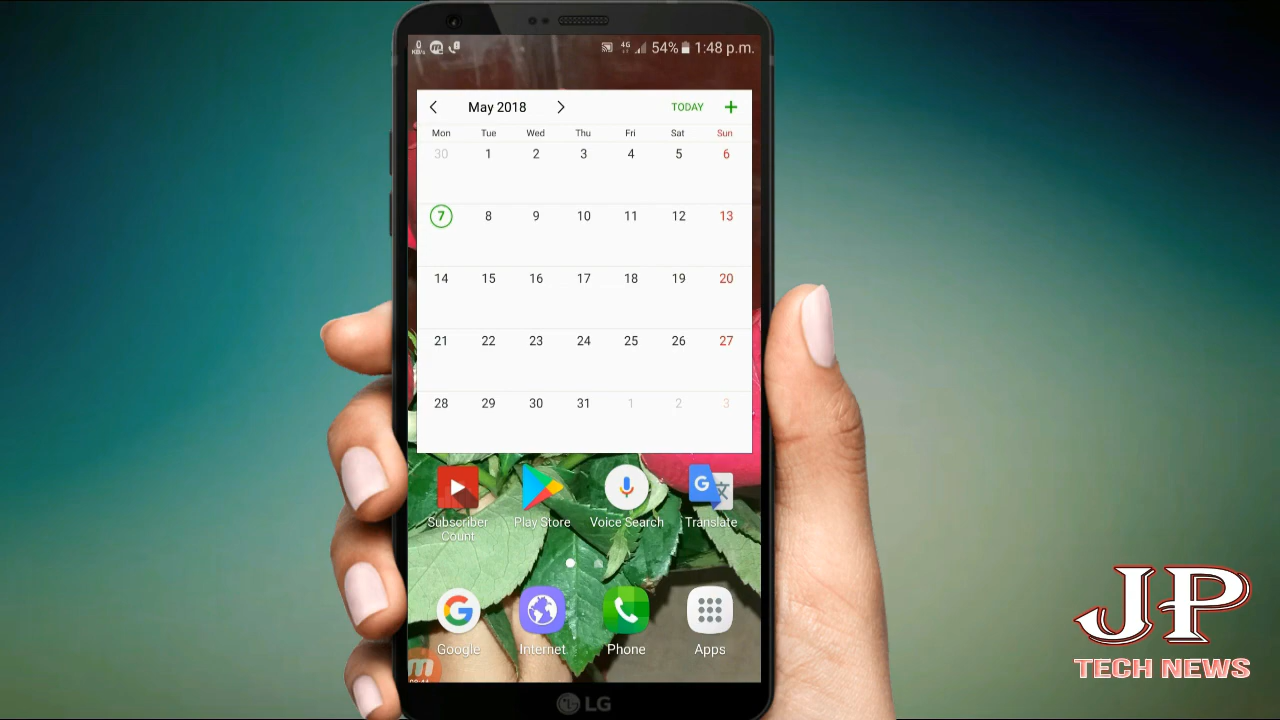 0
KB/s
4G 54% 1:48 p.m.
May 2018 TODAY +
Mon Tue Wed Thu Fri Sat Sun
30 1 2 3 4 5 6
7 8 9 10 11 12 13
14 15 16 17 18 19 20
21 22 23 24 25 26 27
28 29 30 31 1 2 3
Subscriber Play Store Voice Search Translate
Count
Google Internet Phone Apps
LG
JP
TECH NEWS